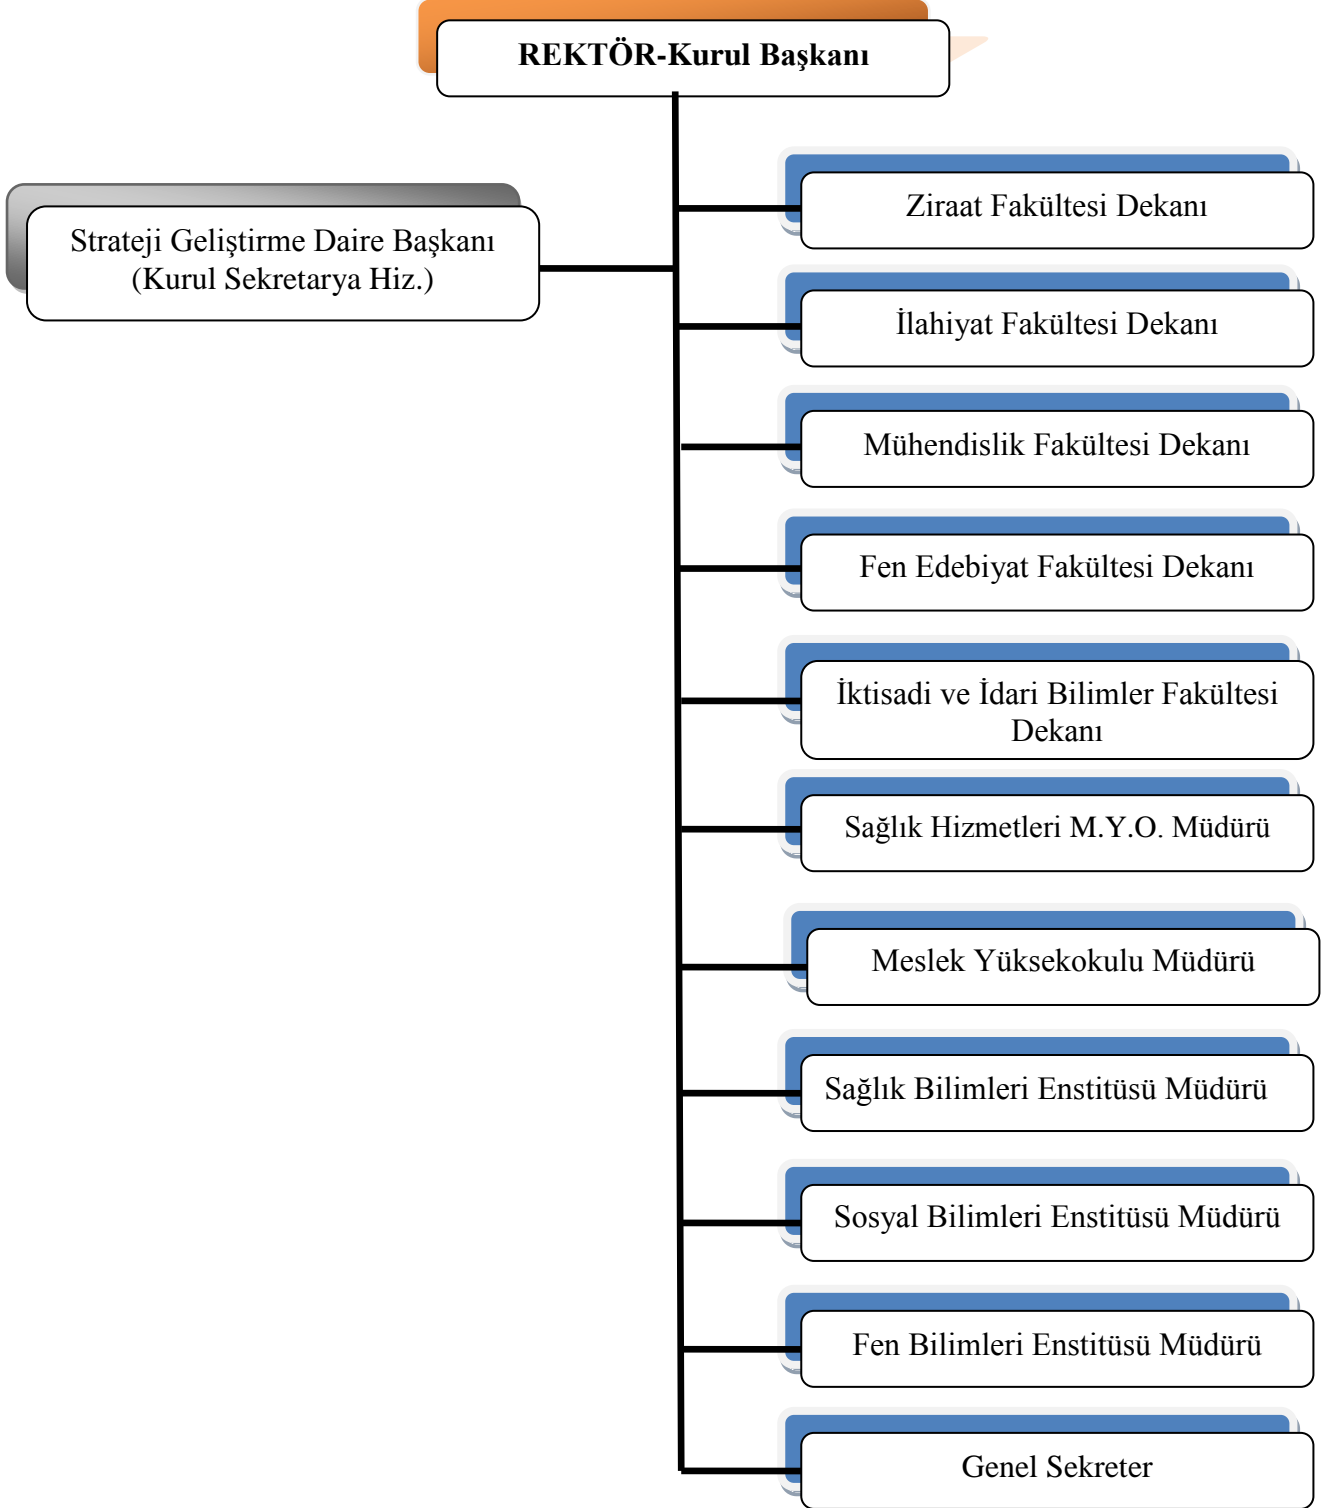 REKTÖR-Kurul Başkanı
Strateji Geliştirme Daire Başkanı
(Kurul Sekretarya Hiz.)
Ziraat Fakültesi Dekanı
İlahiyat Fakültesi Dekanı
Mühendislik Fakültesi Dekanı
Fen Edebiyat Fakültesi Dekanı
İktisadi ve İdari Bilimler Fakültesi
Dekanı
Sağlık Hizmetleri M.Y.O. Müdürü
Meslek Yüksekokulu Müdürü
Sağlık Bilimleri Enstitüsü Müdürü
Sosyal Bilimleri Enstitüsü Müdürü
Fen Bilimleri Enstitüsü Müdürü
Genel Sekreter